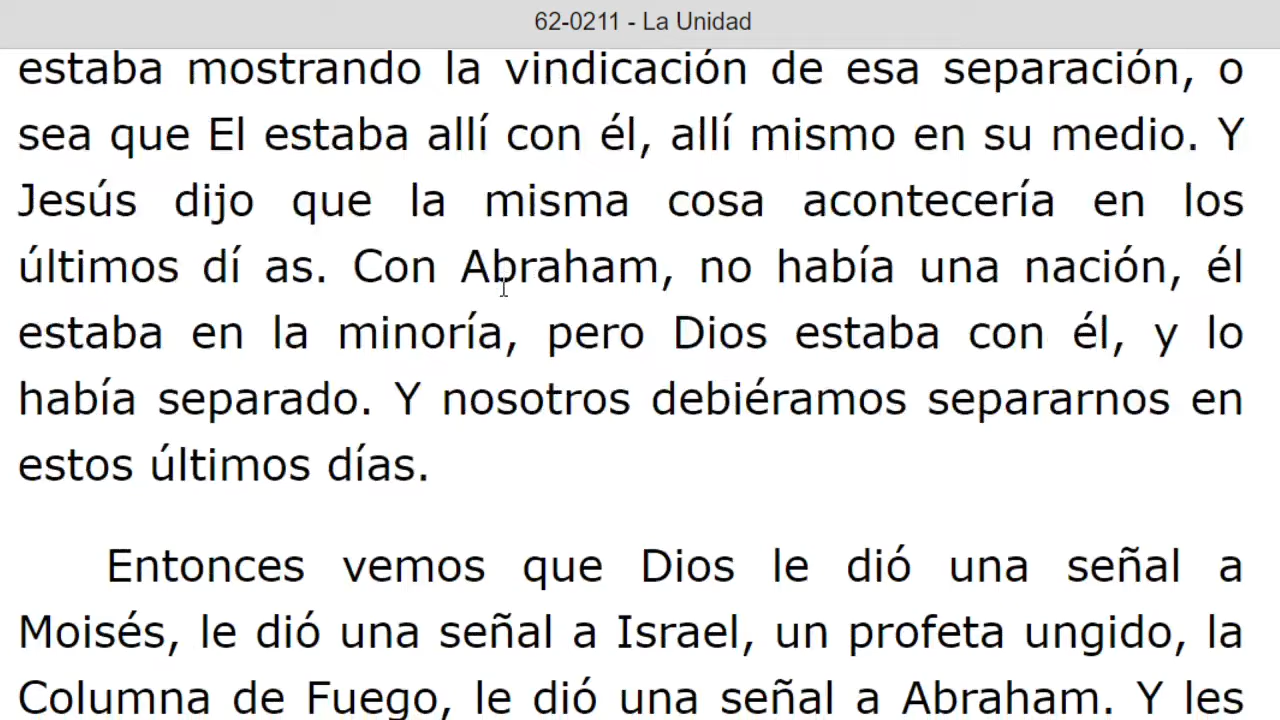 62-0211 - La Unidad
estaba mostrando la vindicación de esa separación, o
sea que El estaba allí con él, allí mismo en su medio. Y
Jesús dijo que la misma cosa acontecería en los
últimos dí as. Con Abraham, no había una nación, él
estaba en la minoría, pero Dios estaba con él, y lo
había separado. Y nosotros debiéramos separarnos en
estos últimos días.
Entonces vemos que Dios le dió una señal a
Moisés, le dió una señal a Israel, un profeta ungido, la
Columna de Fuego, le dió una señal a Abraham. Y les